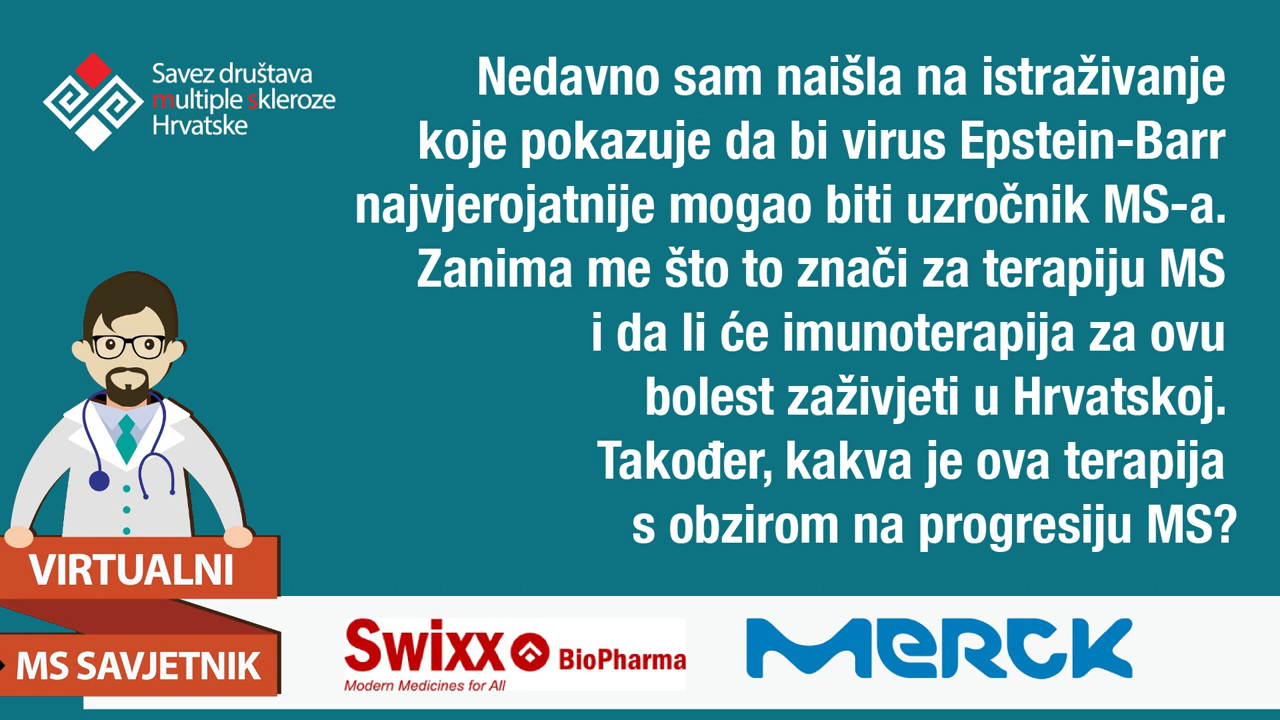 Savez društava
multiple skleroze
Hrvatske
Nedavno sam naišla na istraživanje
koje pokazuje da bi virus Epstein-Barr
najvjerojatnije mogao biti uzročnik MS-a.
Zanima me što to znači za terapiju MS
i da li će imunoterapija za ovu
bolest zaživjeti u Hrvatskoj.
Također, kakva je ova terapija
s obzirom na progresiju MS?
VIRTUALNI
MS SAVJETNIK
Swixx BioPharma
Modern Medicines for All
MERCK